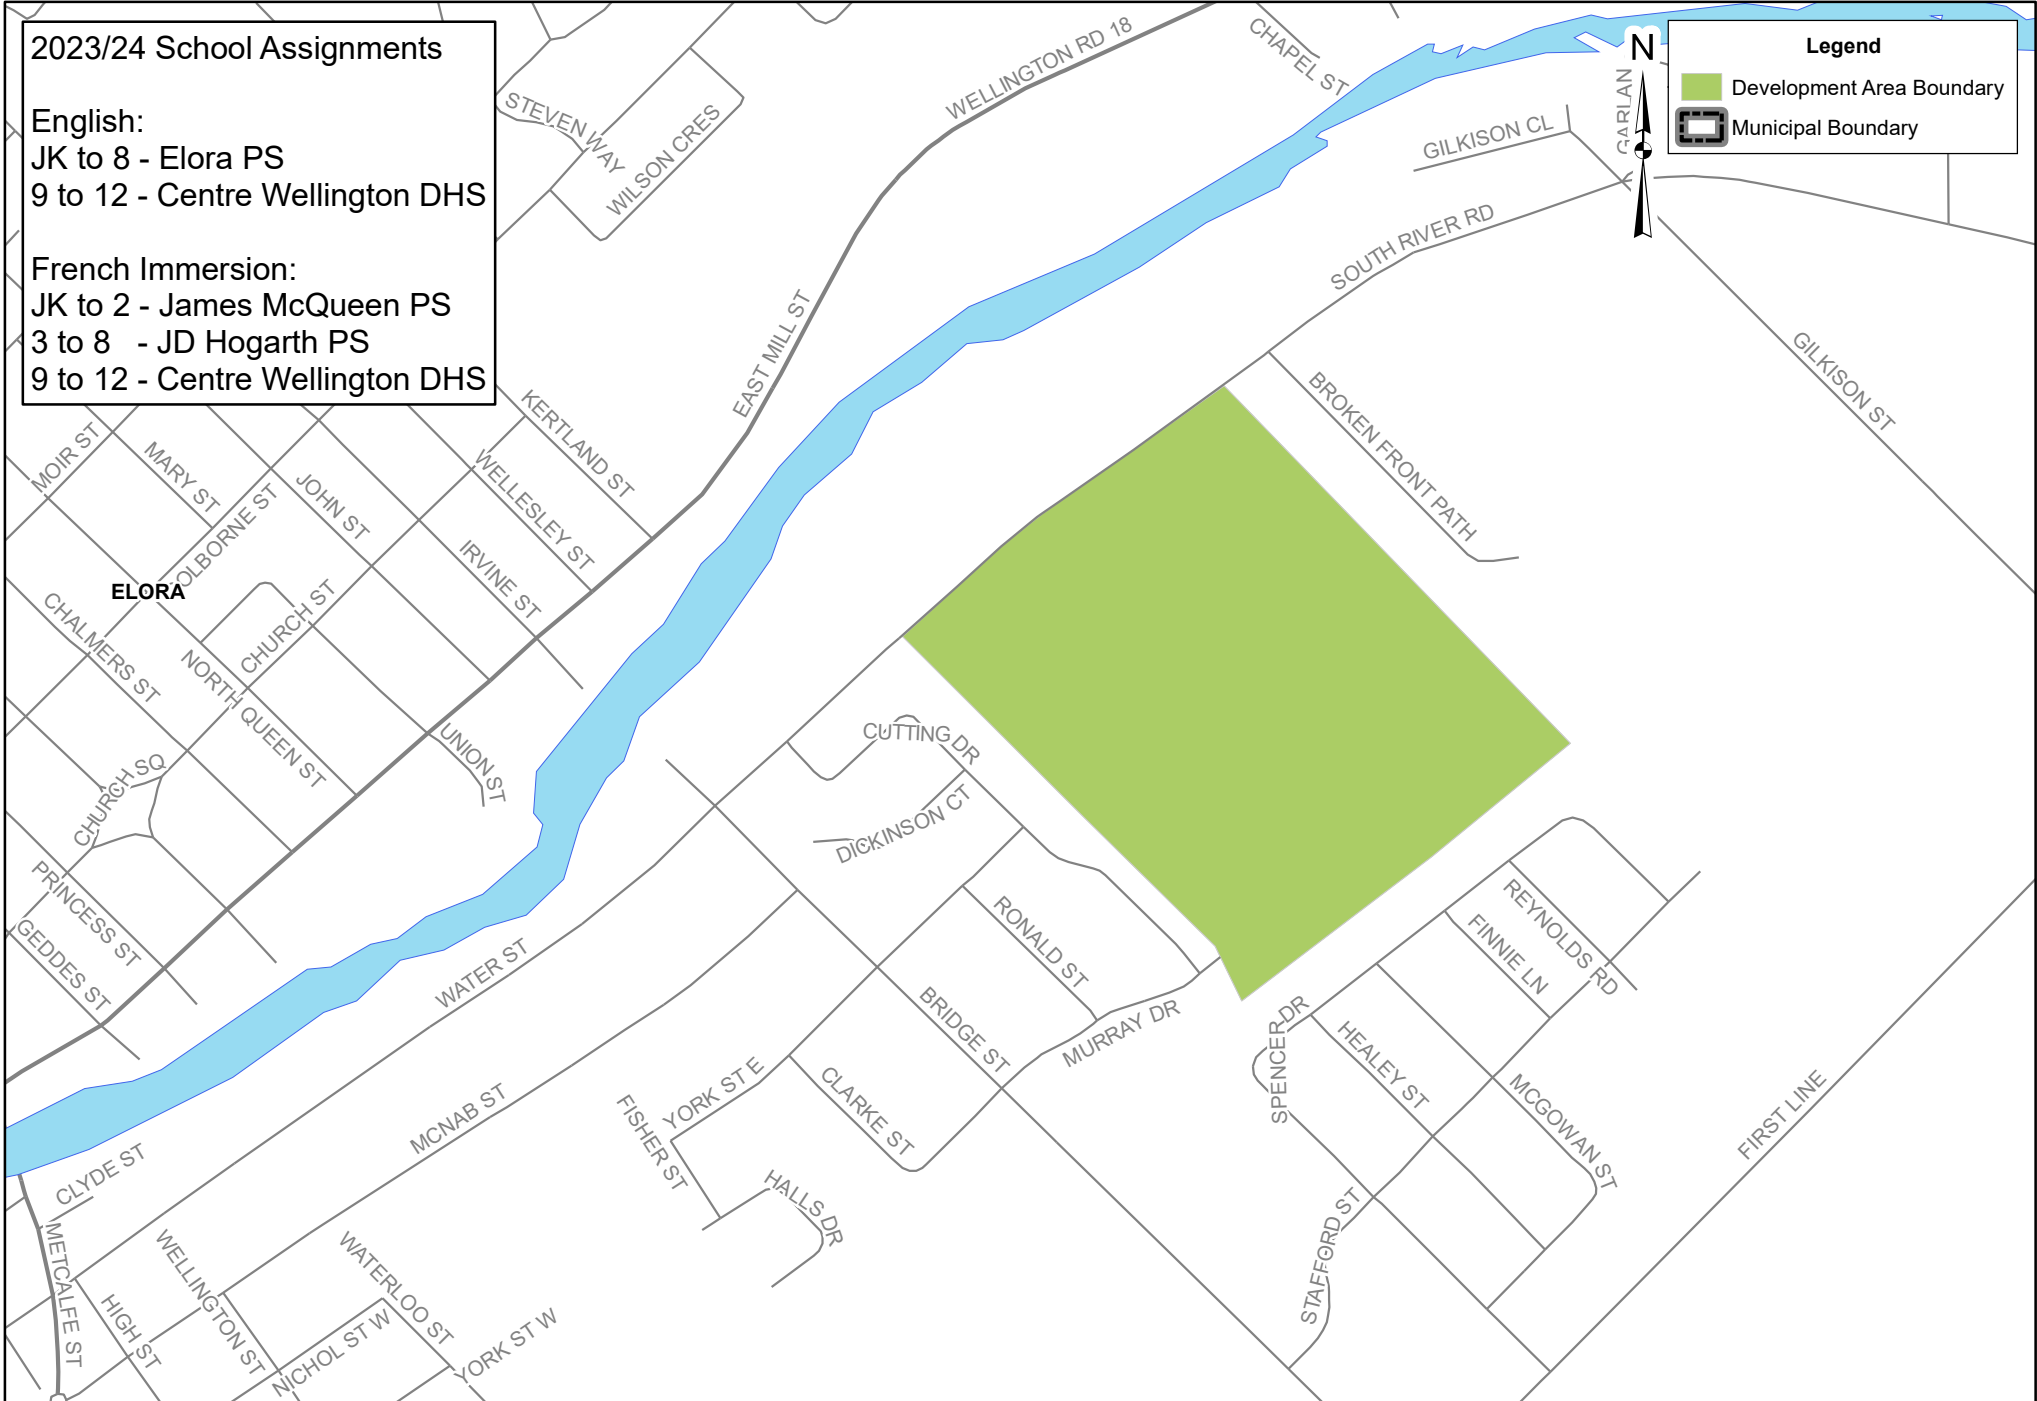 2023/24 School Assignments
English:
JK to 8 - Elora PS
9 to 12 - Centre Wellington DHS
French Immersion:
JK to 2 - James McQueen PS
3 to 8 - JD Hogarth PS
9 to 12 - Centre Wellington DHS
N
Legend
Development Area Boundary
Municipal Boundary
STEVEN WAY
WILSON CRES
WELLINGTON RD 18
CHAPEL ST
GARLAN
GILKISON CL
SOUTH RIVER RD
GILKISON ST
EAST MILL ST
BROKEN FRONT PATH
KERTLAND ST
WELLESLEY ST
MOIR ST
MARY ST
JOHN ST
OLBORNE ST
IRVINE ST
ELORA
CHALMERS ST
CHURCH ST
NORTH QUEEN ST
UNION ST
CHURCH SQ
PRINCESS ST
GEDDES ST
CUTTING DR
DICKINSON CT
RONALD ST
WATER ST
BRIDGE ST
MURRAY DR
REYNOLDS RD
FINNIE LN
SPENCER DR
HEALEY ST
MCGOWAN ST
FIRST LINE
MCNAB ST
YORK ST E
CLARKE ST
FISHER ST
HALLS DR
STAFFORD ST
CLYDE ST
METCALFE ST
WELLINGTON ST
WATERLOO ST
HIGH ST
NICHOL ST W
YORK ST W